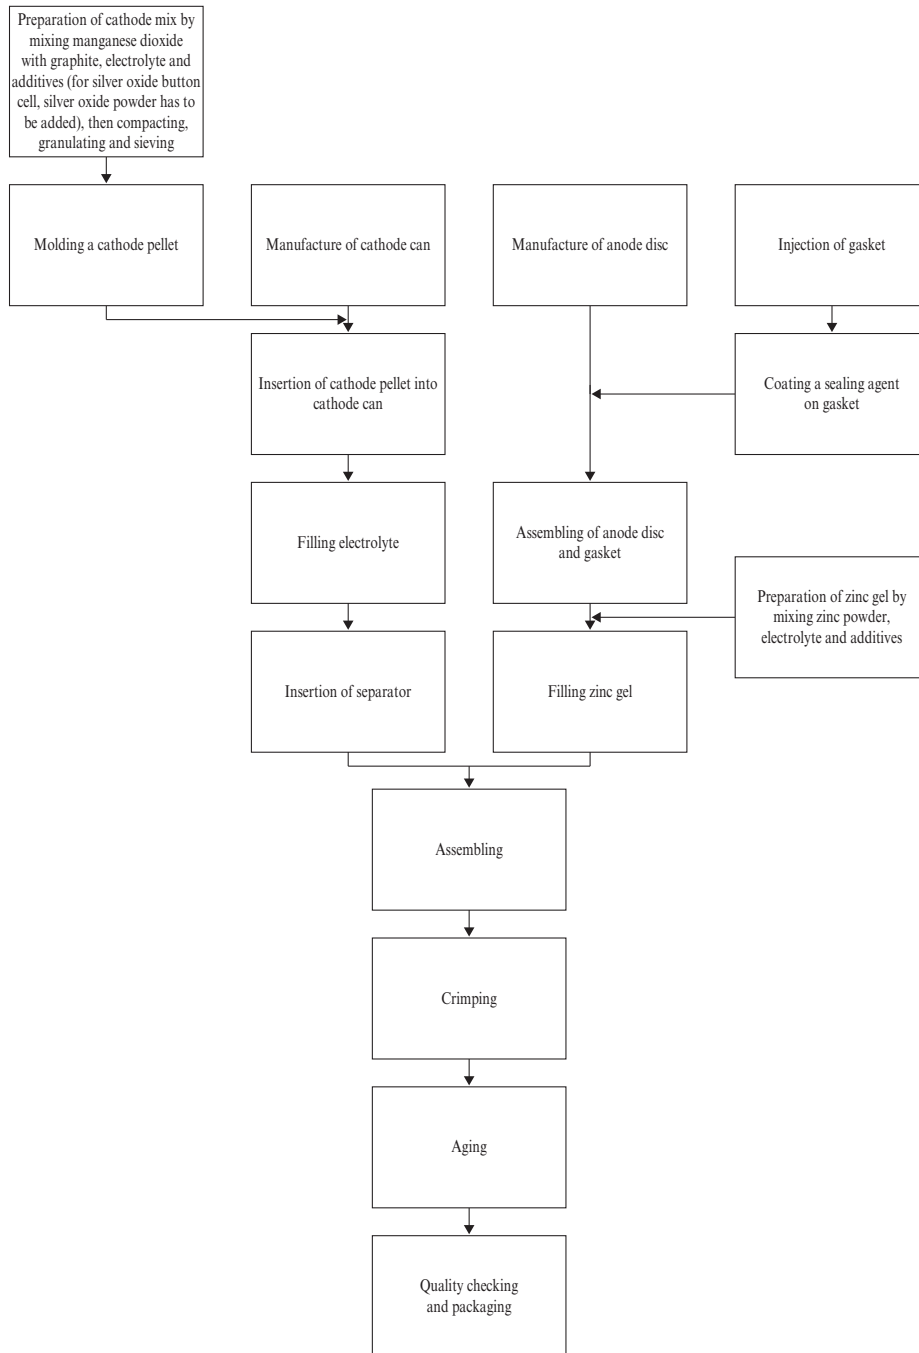 Preparation of cathode mix by
mixing manganese dioxide
with graphite, electrolyte and
additives (for silver oxide button
cell, silver oxide powder has to
be added), then compacting,
granulating and sieving
Molding a cathode pellet
Manufacture of cathode can
Manufacture of anode disc
Injection of gasket
Insertion of cathode pellet into
cathode can
Coating a sealing agent
on gasket
Filling electrolyte
Assembling of anode disc
and gasket
Preparation of zinc gel by
mixing zinc powder,
electrolyte and additives
Insertion of separator
Filling zinc gel
Assembling
Crimping
Aging
Quality checking
and packaging